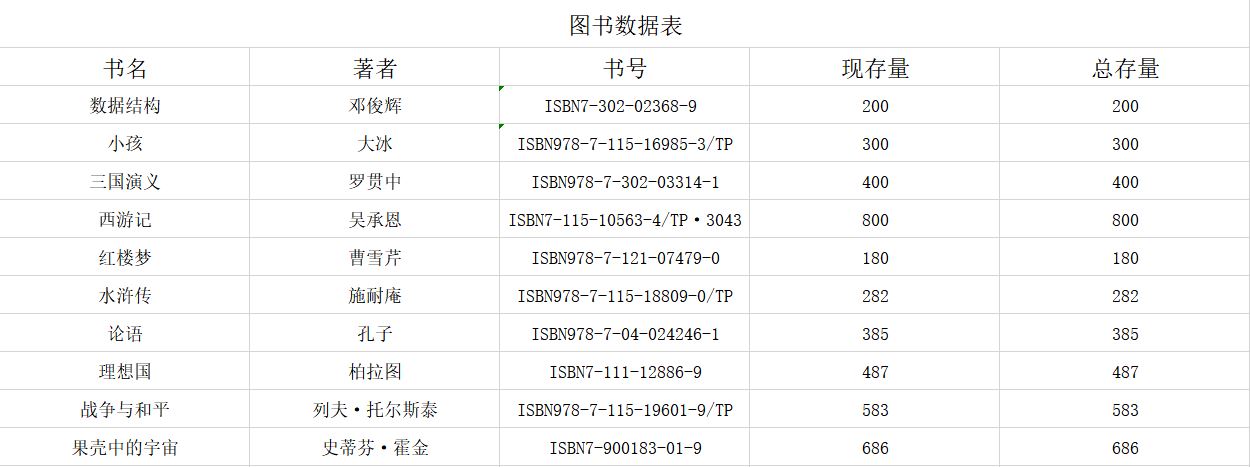 图书数据表
书名 著者 书号 现存量 总存量
数据结构 邓俊辉 ISBN7-302-02368-9 200 200
小孩 大冰 ISBN978-7-115-16985-3/TP 300 300
三国演义 罗贯中 ISBN978-7-302-03314-1 400 400
西游记 吴承恩 ISBN7-115-10563-4/TP·3043 800 800
红楼梦 曹雪芹 ISBN978-7-121-07479-0 180 180
水浒传 施耐庵 ISBN978-7-115-18809-0/TP 282 282
论语 孔子 ISBN978-7-04-024246-1 385 385
理想国 柏拉图 ISBN7-111-12886-9 487 487
战争与和平 列夫·托尔斯泰 ISBN978-7-115-19601-9/TP 583 583
果壳中的宇宙 史蒂芬·霍金 ISBN7-900183-01-9 686 686